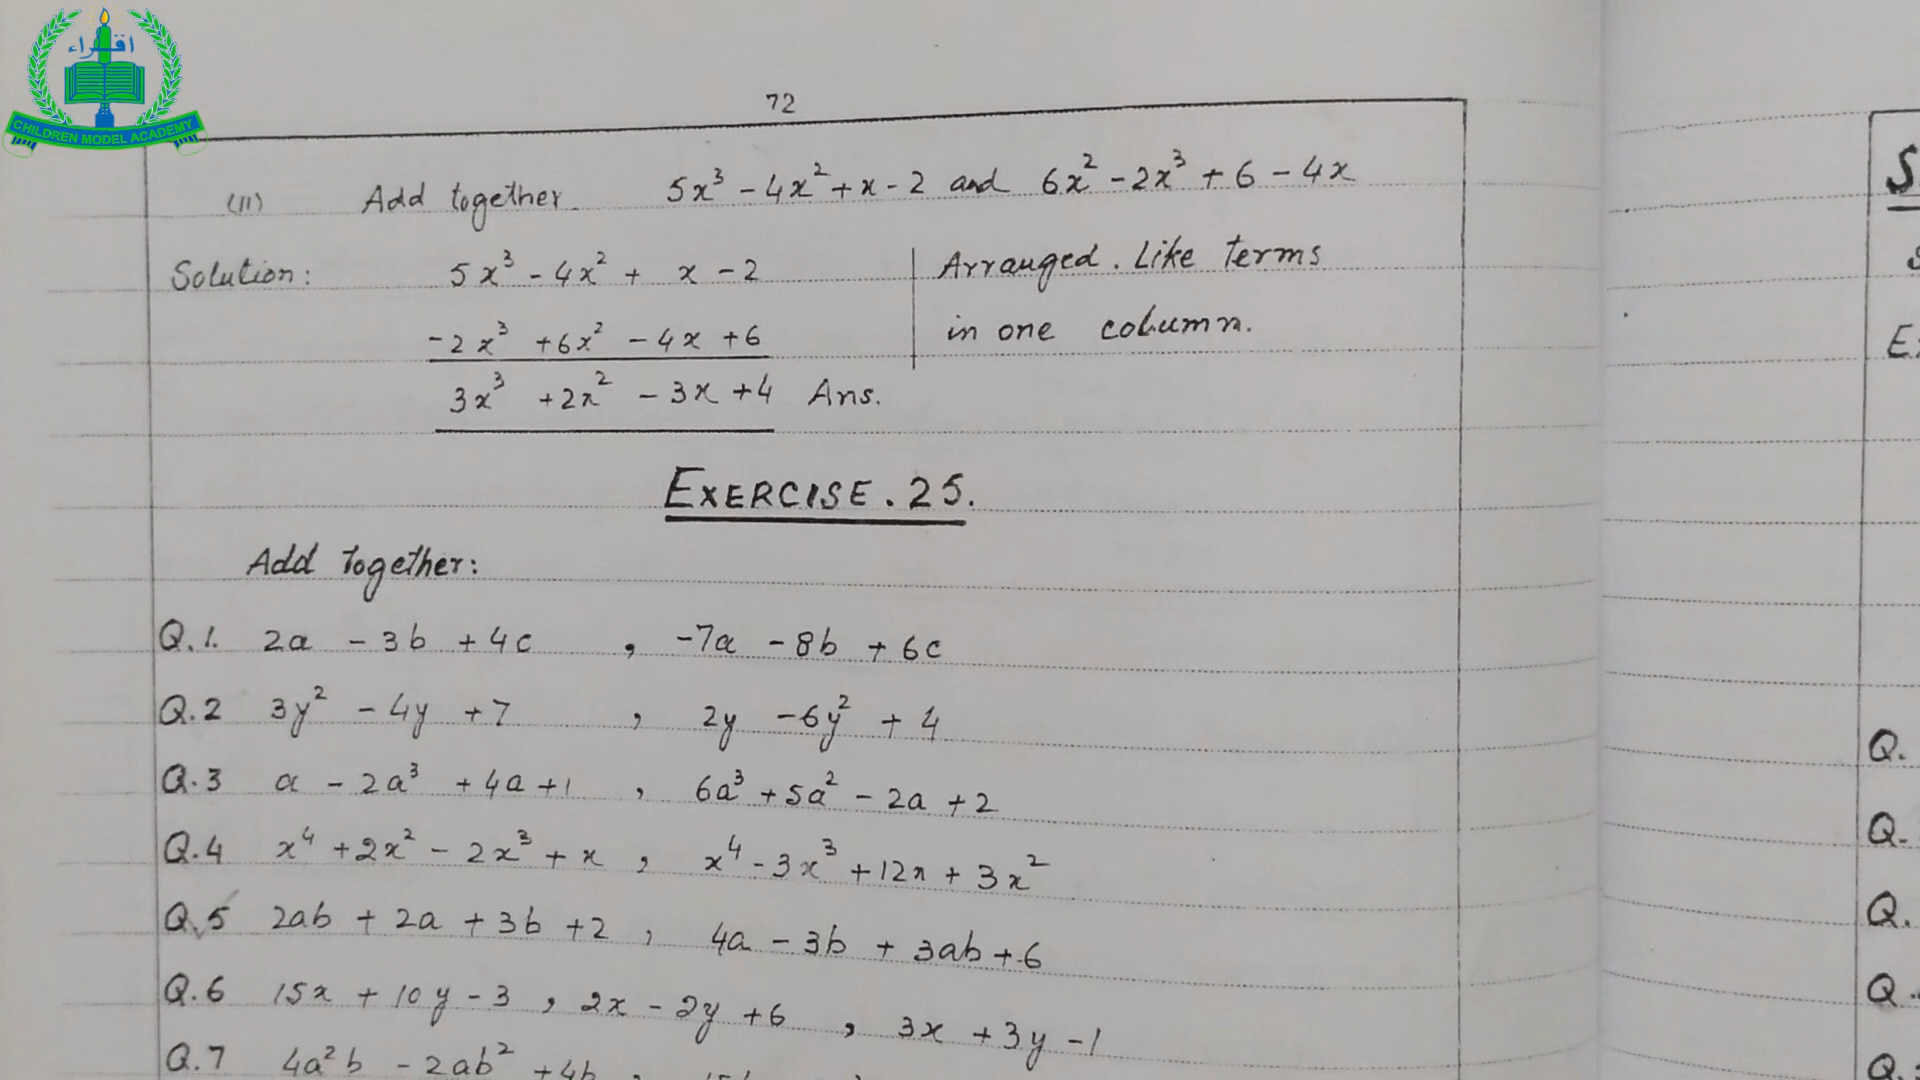 اقراء
CHILDREN MODEL ACADEMY
72
(11) Add together 5x³ - 4x² + x - 2 and 6x² - 2x³ + 6 - 4x
Solution: 5x³ - 4x² + x - 2 Arranged. Like terms
-2x³ + 6x² - 4x + 6 in one column.
3x³ + 2x² - 3x + 4 Ans.
EXERCISE. 25.
Add Together:
Q.1. 2a - 3b + 4c , -7a - 8b + 6c
Q.2 3y² - 4y + 7 , 2y - 6y² + 4
Q.3 a - 2a³ + 4a + 1 , 6a³ + 5a² - 2a + 2
Q.4 x⁴ + 2x² - 2x³ + x , x⁴ - 3x³ + 12x + 3x²
Q.5 2ab + 2a + 3b + 2 , 4a - 3b + 3ab + 6
Q.6 15x + 10y - 3 , 2x - 2y + 6 , 3x + 3y - 1
Q.7 4a²b - 2ab² + 4b ,
Q.
Q.
Q.
Q.
Q.